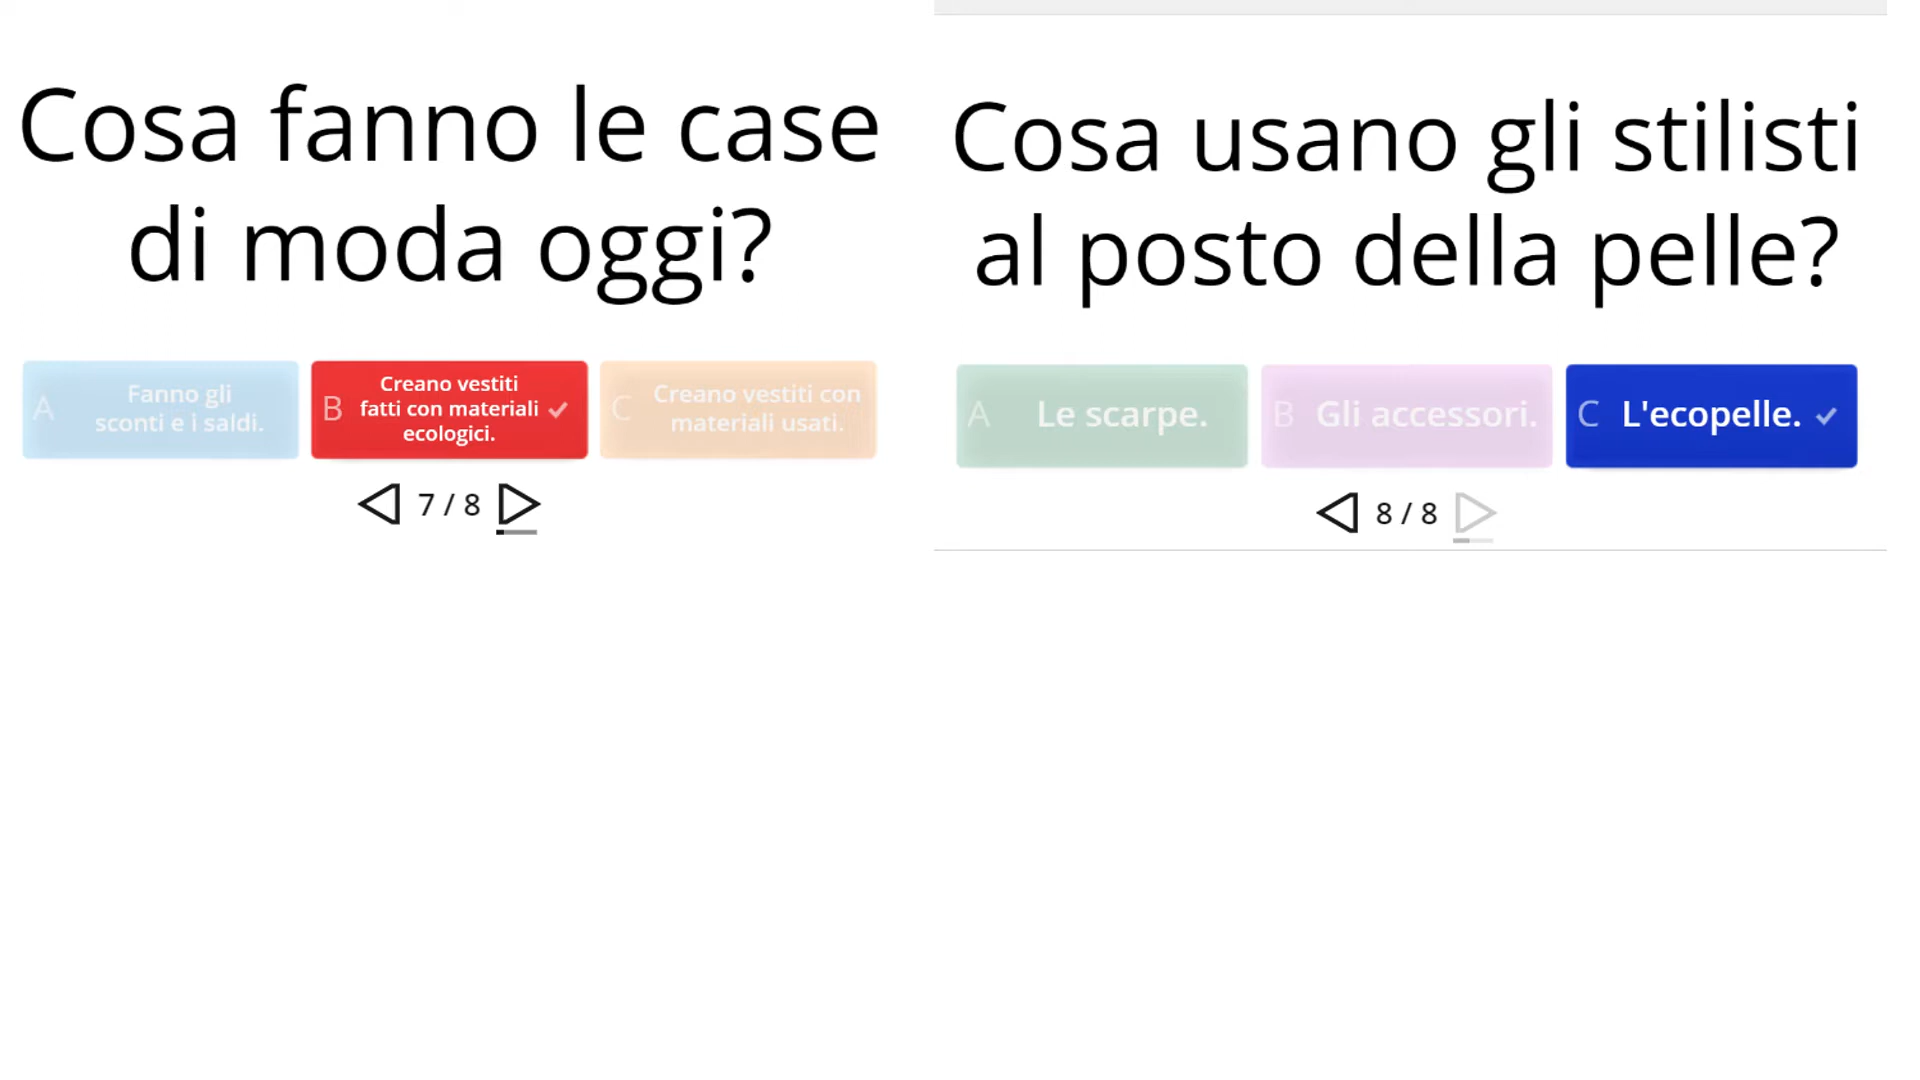 Cosa fanno le case
di moda oggi?
A
Fanno gli
sconti e i saldi.
B
Creano vestiti
fatti con materiali
ecologici.
C
Creano vestiti con
materiali usati.
7 / 8
Cosa usano gli stilisti
al posto della pelle?
A
Le scarpe.
B
Gli accessori.
C
L'ecopelle.
8 / 8